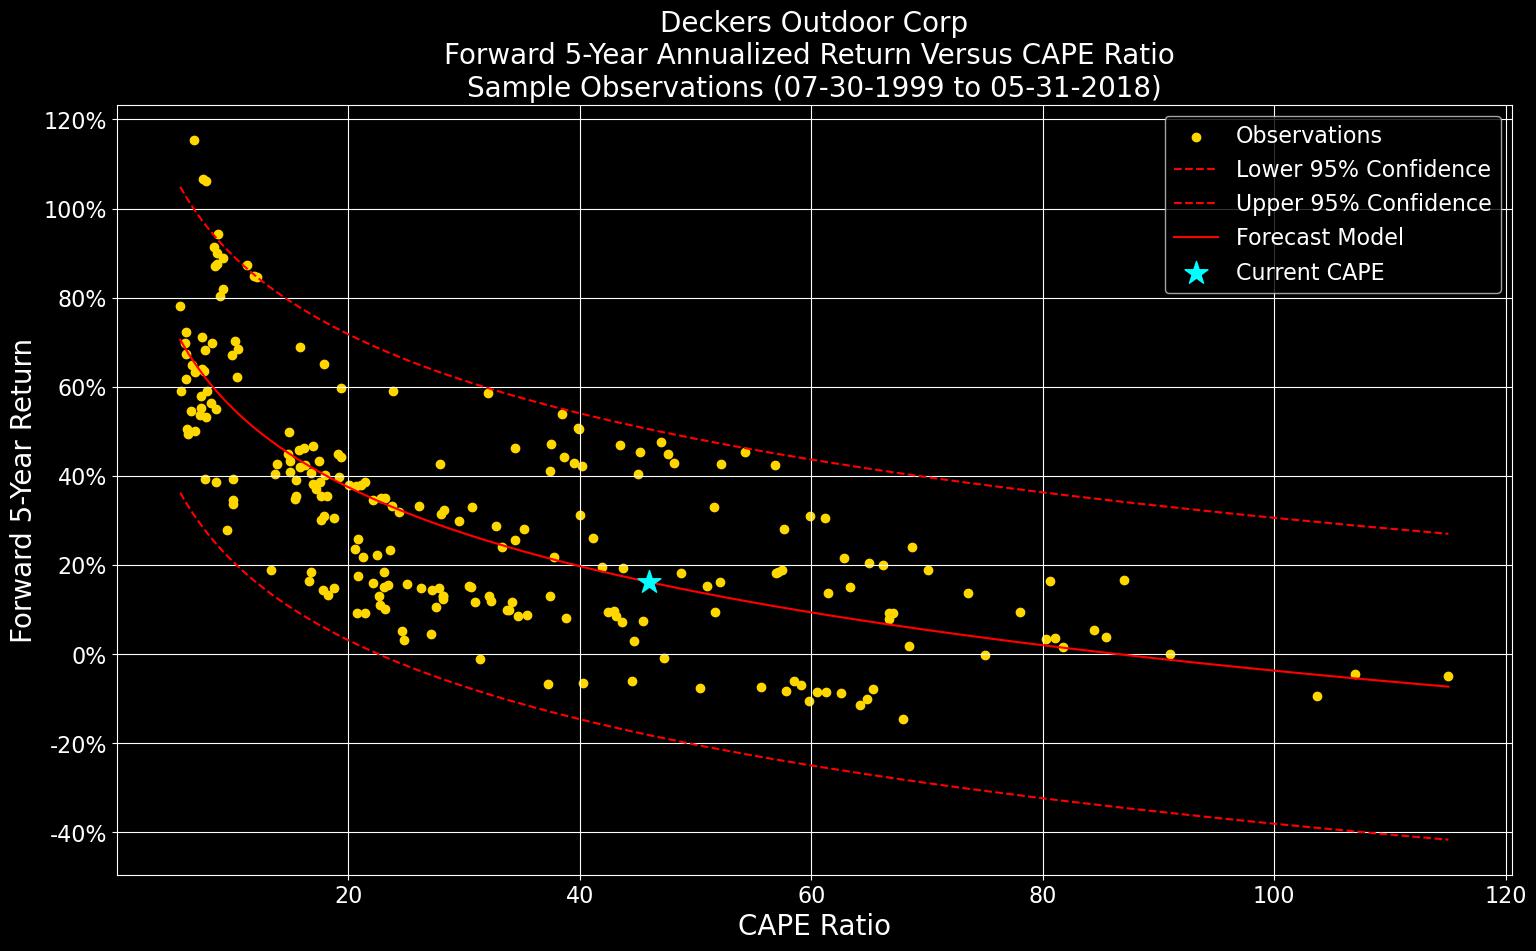 Deckers Outdoor Corp
Forward 5-Year Annualized Return Versus CAPE Ratio
Sample Observations (07-30-1999 to 05-31-2018)
Observations
Lower 95% Confidence
Upper 95% Confidence
Forecast Model
Current CAPE
Forward 5-Year Return
120%
100%
80%
60%
40%
20%
0%
-20%
-40%
20 40 60 80 100 120
CAPE Ratio